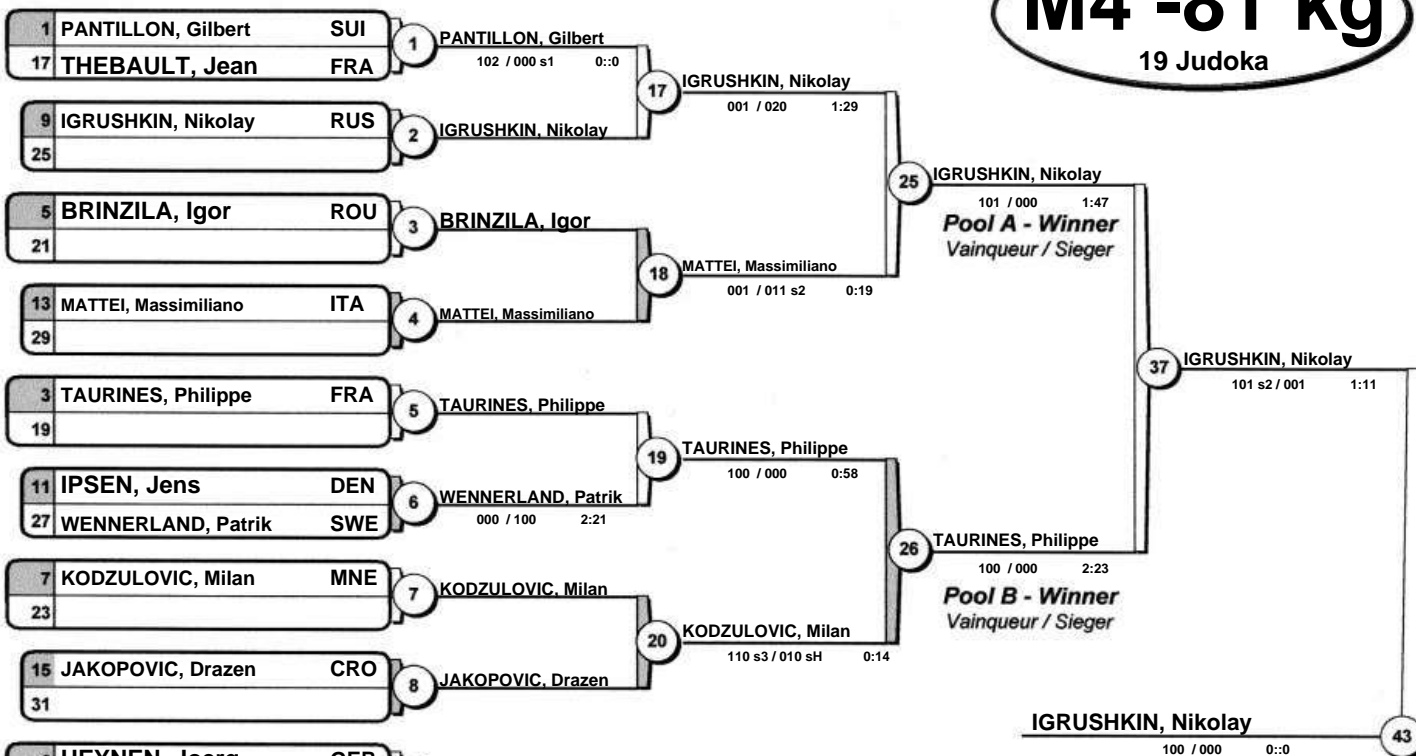 M4 -81 kg
19 Judoka
1 PANTILLON, Gilbert SUI
17 THEBAULT, Jean FRA
1
PANTILLON, Gilbert
102 / 000 s1 0::0
9 IGRUSHKIN, Nikolay RUS
25
2
IGRUSHKIN, Nikolay
17
IGRUSHKIN, Nikolay
001 / 020 1:29
5 BRINZILA, Igor ROU
21
3
BRINZILA, Igor
13 MATTEI, Massimiliano ITA
29
4
MATTEI, Massimiliano
18
MATTEI, Massimiliano
001 / 011 s2 0:19
25
IGRUSHKIN, Nikolay
101 / 000 1:47
Pool A - Winner
Vainqueur / Sieger
3 TAURINES, Philippe FRA
19
5
TAURINES, Philippe
11 IPSEN, Jens DEN
27 WENNERLAND, Patrik SWE
6
WENNERLAND, Patrik
000 / 100 2:21
19
TAURINES, Philippe
100 / 000 0:58
7 KODZULOVIC, Milan MNE
23
7
KODZULOVIC, Milan
15 JAKOPOVIC, Drazen CRO
31
8
JAKOPOVIC, Drazen
20
KODZULOVIC, Milan
110 s3 / 010 sH 0:14
26
TAURINES, Philippe
100 / 000 2:23
Pool B - Winner
Vainqueur / Sieger
37
IGRUSHKIN, Nikolay
101 s2 / 001 1:11
IGRUSHKIN, Nikolay
100 / 000 0::0
43
HEYNEN, Joerg GER